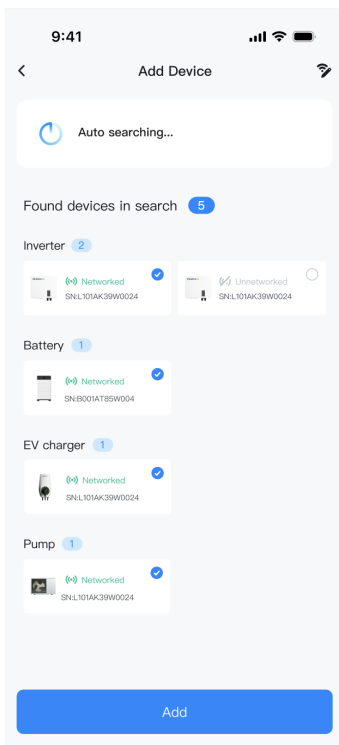 9:41
Add Device
Auto searching...
Found devices in search 5
Inverter 2
Networked
SN:L101AK39W0024
Unnetworked
SN:L101AK39W0024
Battery 1
Networked
SN:B001AT85W004
EV charger 1
Networked
SN:L101AK39W0024
Pump 1
Networked
SN:L101AK39W0024
Add